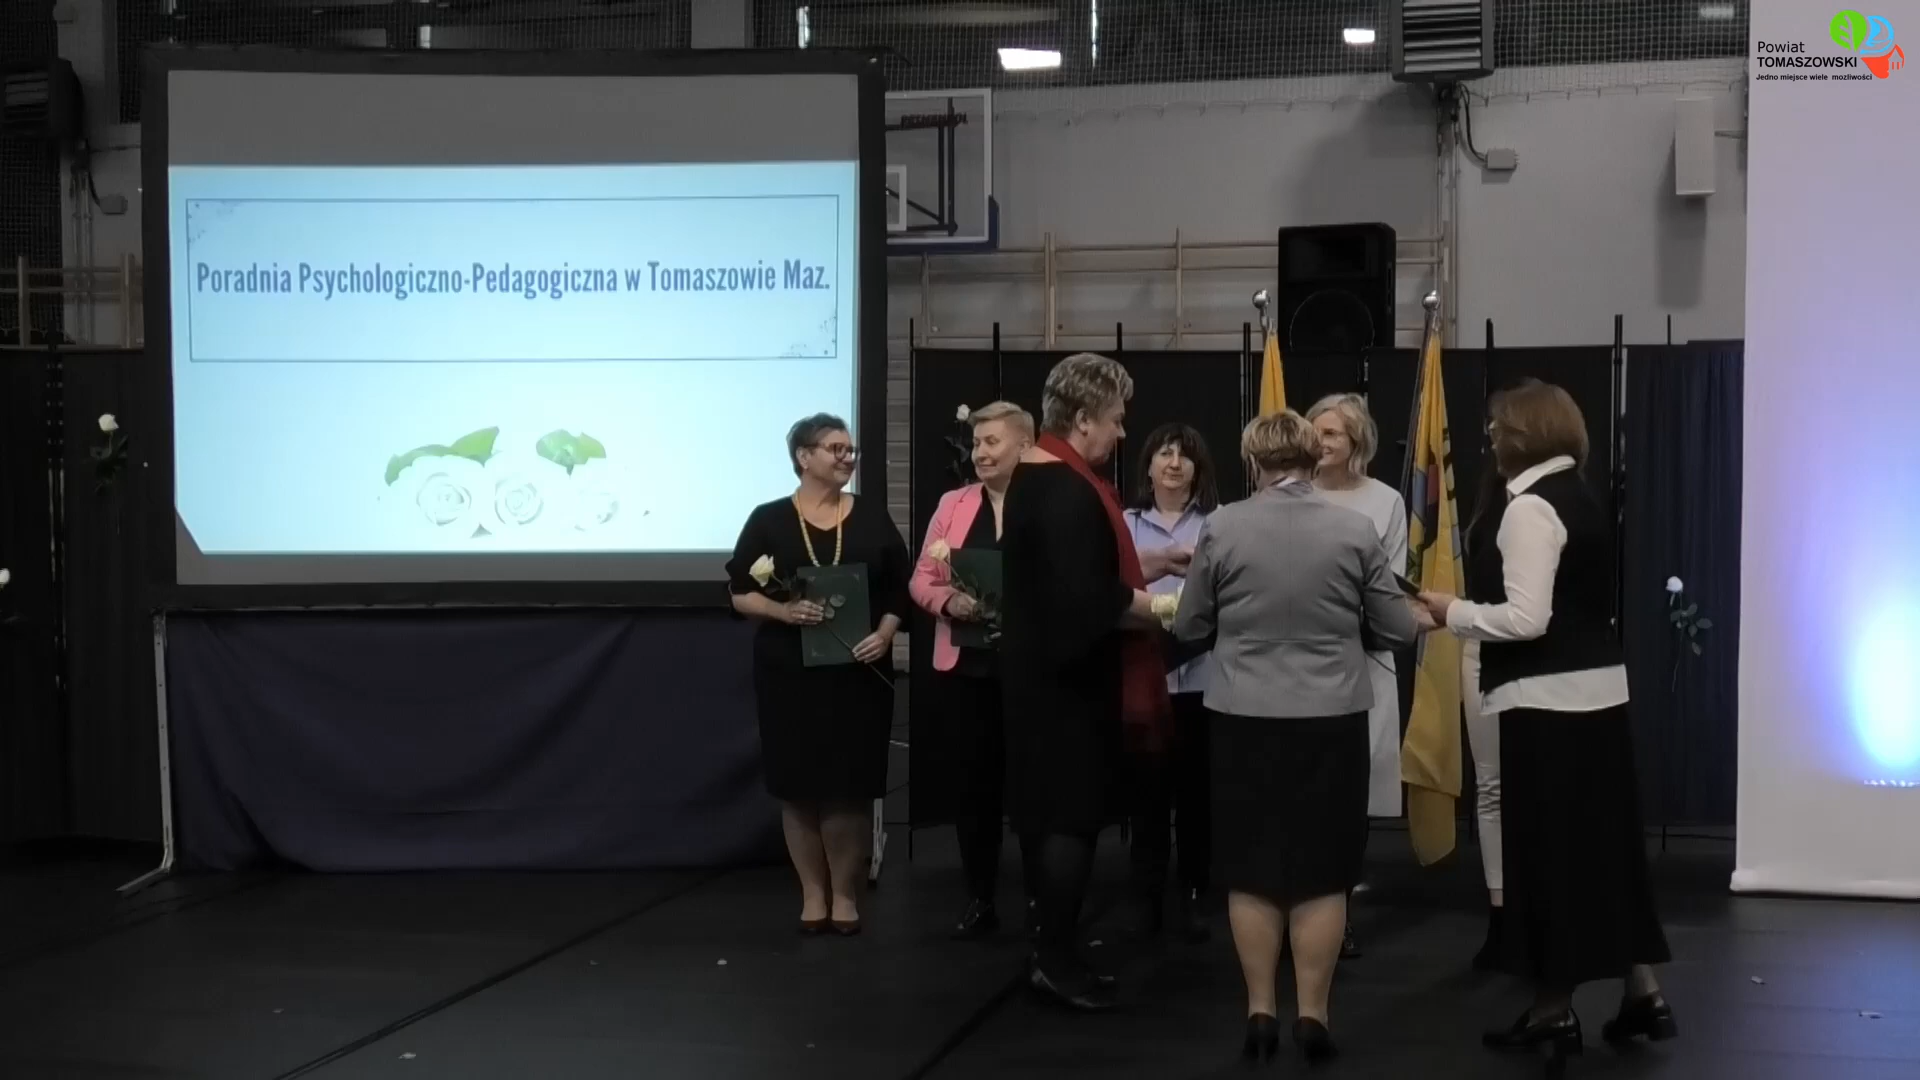 Powiat
TOMASZOWSKI
Jedno miejsce wiele możliwości
Poradnia Psychologiczno-Pedagogiczna w Tomaszowie Maz.